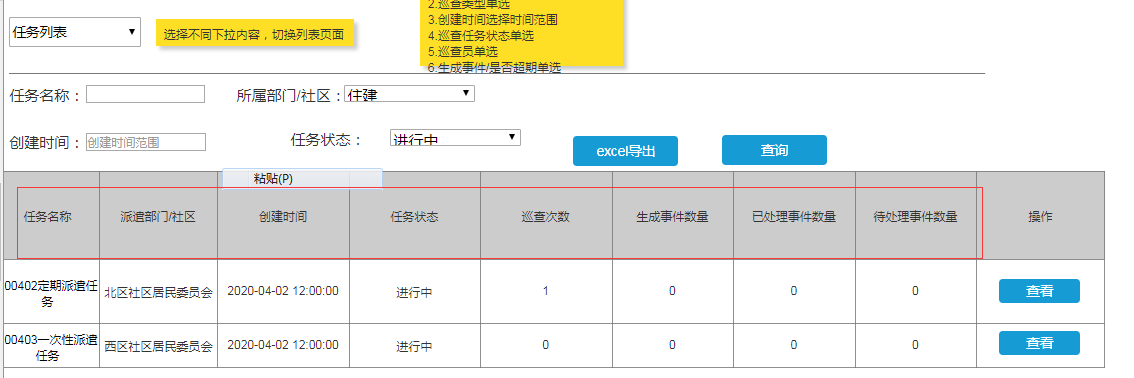 2.巡查类型单选
3.创建时间选择时间范围
4.巡查任务状态单选
5.巡查员单选
6.生成事件/是否超期单选
任务列表
选择不同下拉内容，切换列表页面
任务名称：
所属部门/社区：
住建
创建时间：
创建时间范围
任务状态：
进行中
excel导出
查询
粘贴(P)
任务名称
派遣部门/社区
创建时间
任务状态
巡查次数
生成事件数量
已处理事件数量
待处理事件数量
操作
00402定期派遣任
务
北区社区居民委员会
2020-04-02 12:00:00
进行中
1
0
0
0
查看
00403一次性派遣
任务
西区社区居民委员会
2020-04-02 12:00:00
进行中
0
0
0
0
查看